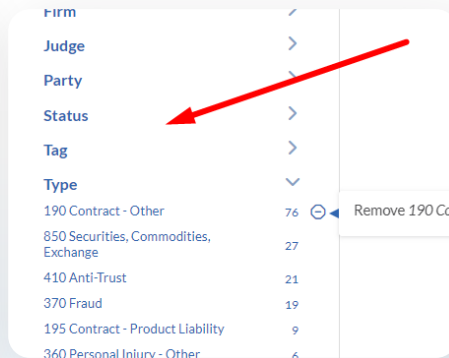 Firm
Judge
Party
Status
Tag
Type
190 Contract - Other 76 Remove 190 Co
850 Securities, Commodities,
Exchange 27
410 Anti-Trust 21
370 Fraud 19
195 Contract - Product Liability 9
360 Personal Injury - Other 6